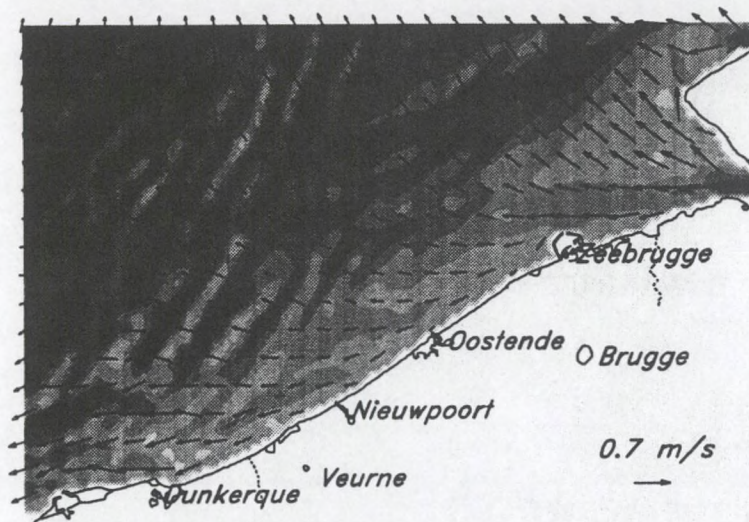 Zeebrugge
Oostende
Brugge
Nieuwpoort
0.7 m/s
Veurne
Dunkerque